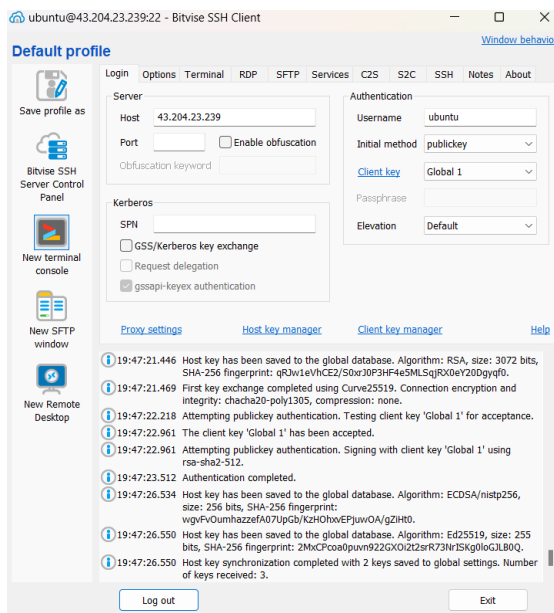 ubuntu@43.204.23.239:22 - Bitvise SSH Client
Default profile
Window behavio
Save profile as
Bitvise SSH
Server Control
Panel
New terminal
console
New SFTP
window
New Remote
Desktop
Login Options Terminal RDP SFTP Services C2S S2C SSH Notes About
Server
Host 43.204.23.239
Port Enable obfuscation
Obfuscation keyword
Kerberos
SPN
GSS/Kerberos key exchange
Request delegation
gssapi-keyex authentication
Authentication
Username ubuntu
Initial method publickey
Client key Global 1
Passphrase
Elevation Default
Proxy settings Host key manager Client key manager Help
19:47:21.446 Host key has been saved to the global database. Algorithm: RSA, size: 3072 bits,
SHA-256 fingerprint: qRJw1eVhCE2/S0xrJ0P3HF4e5MLSqjRX0eY20Dgyqf0.
19:47:21.469 First key exchange completed using Curve25519. Connection encryption and
integrity: chacha20-poly1305, compression: none.
19:47:22.218 Attempting publickey authentication. Testing client key 'Global 1' for acceptance.
19:47:22.961 The client key 'Global 1' has been accepted.
19:47:22.961 Attempting publickey authentication. Signing with client key 'Global 1' using
rsa-sha2-512.
19:47:23.512 Authentication completed.
19:47:26.534 Host key has been saved to the global database. Algorithm: ECDSA/nistp256,
size: 256 bits, SHA-256 fingerprint:
wgvFvOumhazzefA07UpGb/KzHOhxvEPjuwOA/gZiHt0.
19:47:26.550 Host key has been saved to the global database. Algorithm: Ed25519, size: 255
bits, SHA-256 fingerprint: 2MxCPcoa0puvn922GXOi2t2srR73NrISKg0loGJLB0Q.
19:47:26.550 Host key synchronization completed with 2 keys saved to global settings. Number
of keys received: 3.
Log out Exit